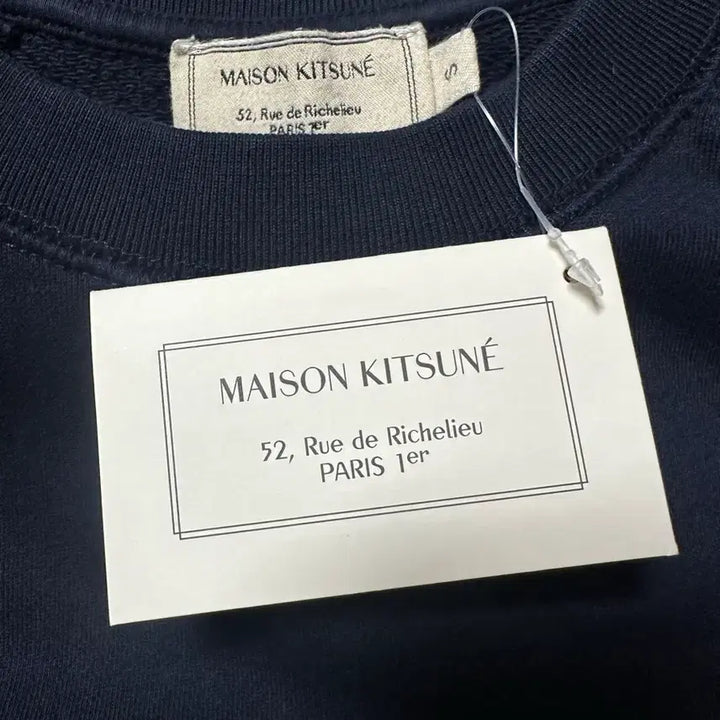 MAISON KITSUNÉ
52, Rue de Richelieu
PARIS 1er
S
MAISON KITSUNÉ
52, Rue de Richelieu
PARIS 1er